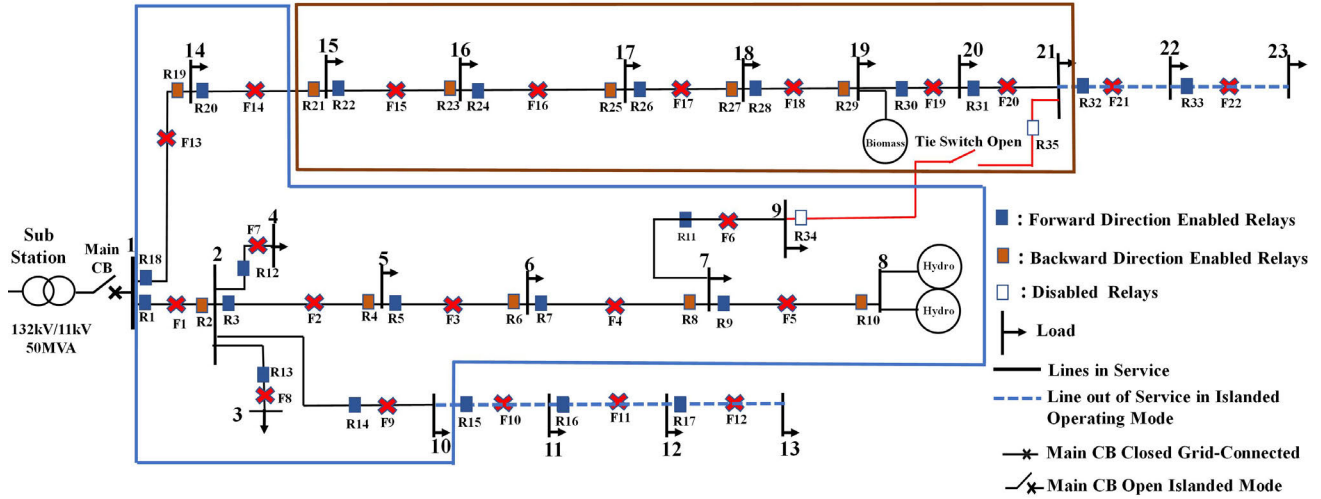 14
15
16
17
18
19
20
21
22
23
R19
R20
F14
R21
R22
F15
R23
R24
F16
R25
R26
F17
R27
R28
F18
R29
R30
F19
R31
F20
R32
F21
R33
F22
F13
Biomass
Tie Switch Open
R35
Sub
Station
Main
CB
132kV/11kV
50MVA
1
R18
R1
F1
R2
2
R3
F7
4
R12
F2
R4
5
R5
F3
R6
6
R7
F4
R8
7
R9
F5
R10
8
Hydro
Hydro
R11
F6
9
R34
R13
F8
3
R14
F9
10
R15
F10
11
R16
F11
12
R17
F12
13
: Forward Direction Enabled Relays
: Backward Direction Enabled Relays
: Disabled Relays
Load
Lines in Service
Line out of Service in Islanded
Operating Mode
Main CB Closed Grid-Connected
Main CB Open Islanded Mode